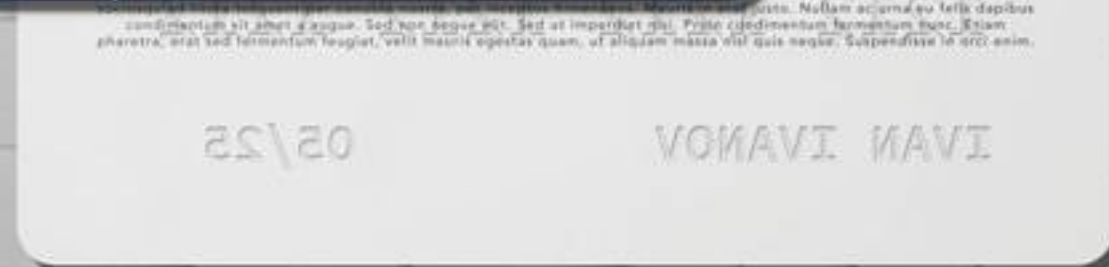 justo. Nullam ac urna eu felis dapibus
condimentum sit amet a augue. Sed non neque elit. Sed ut imperdiet nisi. Proin condimentum fermentum nunc. Etiam
pharetra, erat sed fermentum feugiat, velit mauris egestas quam, ut aliquam massa nisl quis neque. Suspendisse in orci enim.
IVAN IVANOV 05/25